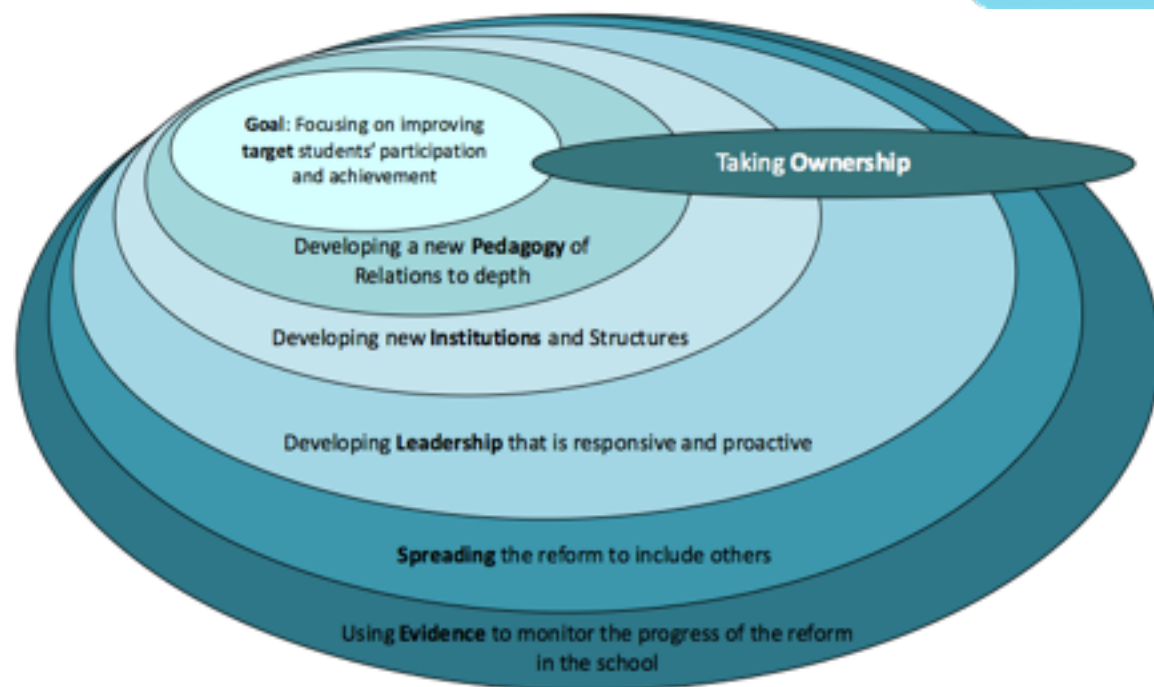 Goal: Focusing on improving
target students' participation
and achievement
Taking Ownership
Developing a new Pedagogy of
Relations to depth
Developing new Institutions and Structures
Developing Leadership that is responsive and proactive
Spreading the reform to include others
Using Evidence to monitor the progress of the reform
in the school